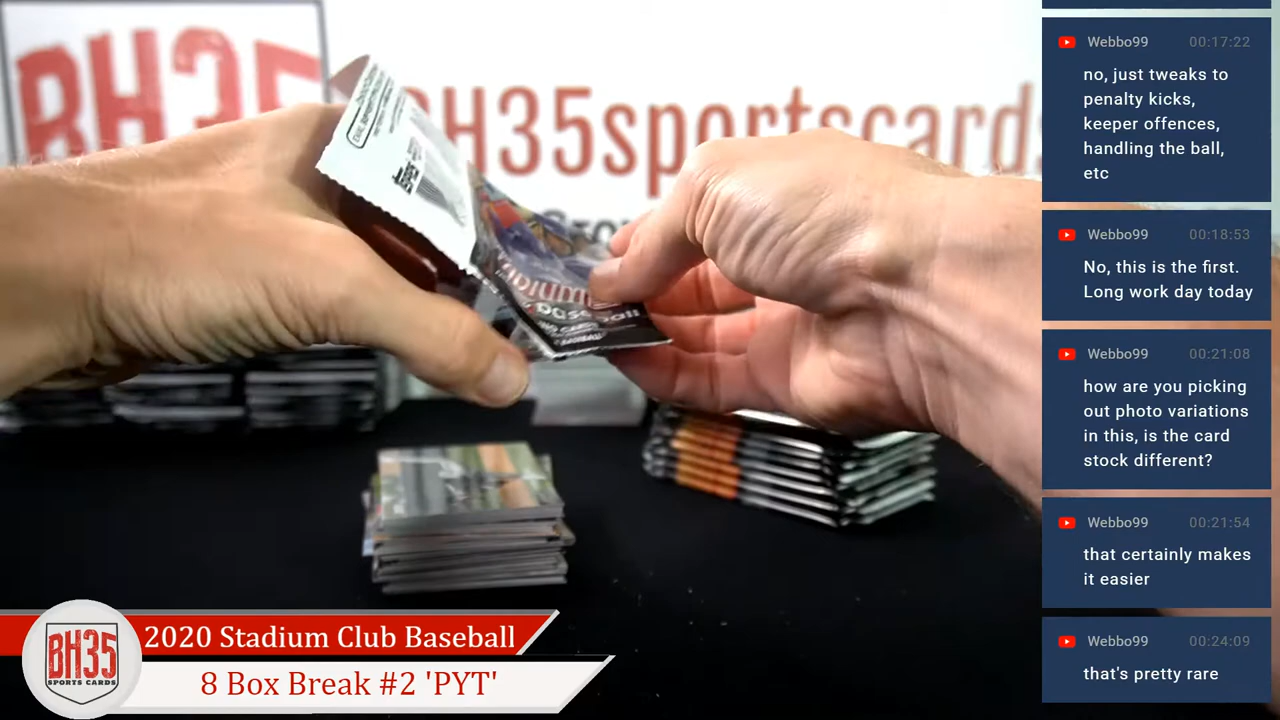 BH35
BH35sportscards
baseball
BH35
SPORTS CARDS
2020 Stadium Club Baseball
8 Box Break #2 'PYT'
Webbo99 00:17:22
no, just tweaks to
penalty kicks,
keeper offences,
handling the ball,
etc
Webbo99 00:18:53
No, this is the first.
Long work day today
Webbo99 00:21:08
how are you picking
out photo variations
in this, is the card
stock different?
Webbo99 00:21:54
that certainly makes
it easier
Webbo99 00:24:09
that's pretty rare